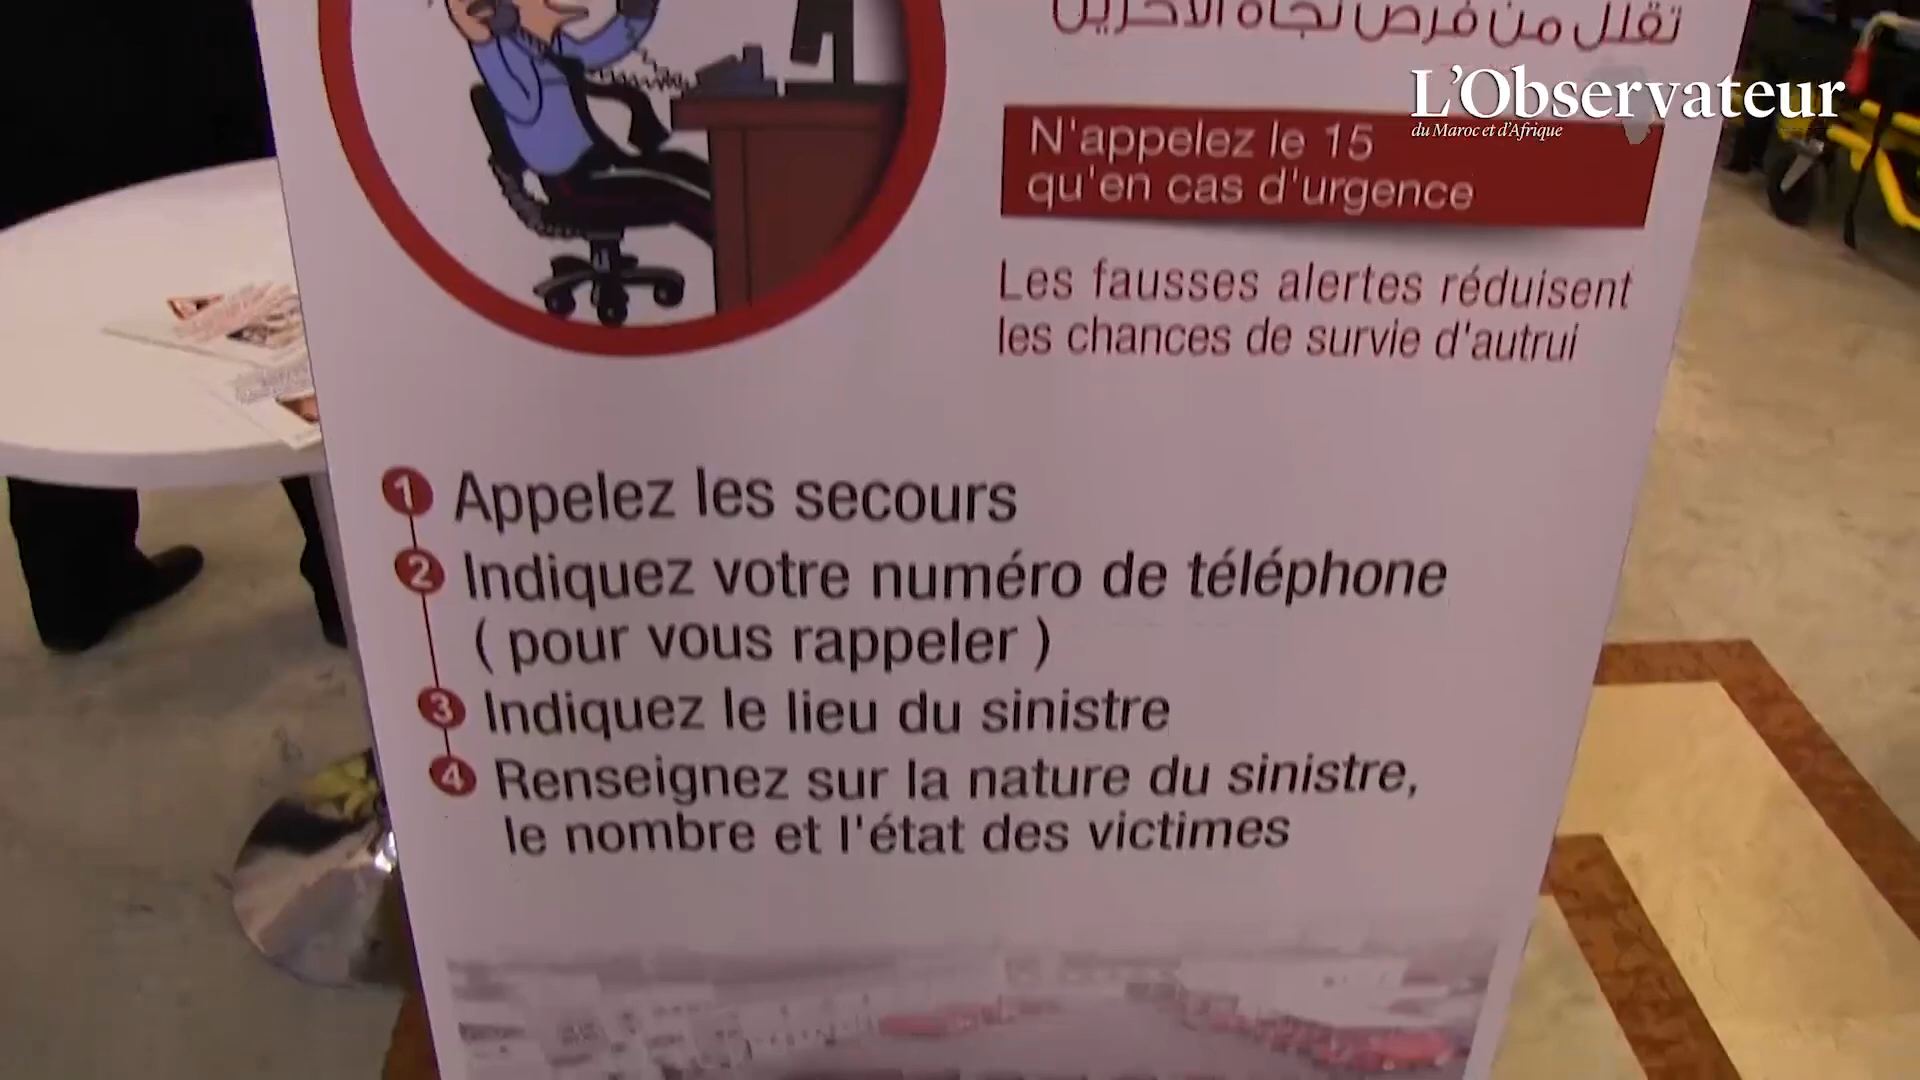 تقلل من فرص نجاة الآخرين
L'Observateur
du Maroc et d'Afrique
N'appelez le 15
qu'en cas d'urgence
Les fausses alertes réduisent
les chances de survie d'autrui
1 Appelez les secours
2 Indiquez votre numéro de téléphone
( pour vous rappeler )
3 Indiquez le lieu du sinistre
4 Renseignez sur la nature du sinistre,
le nombre et l'état des victimes